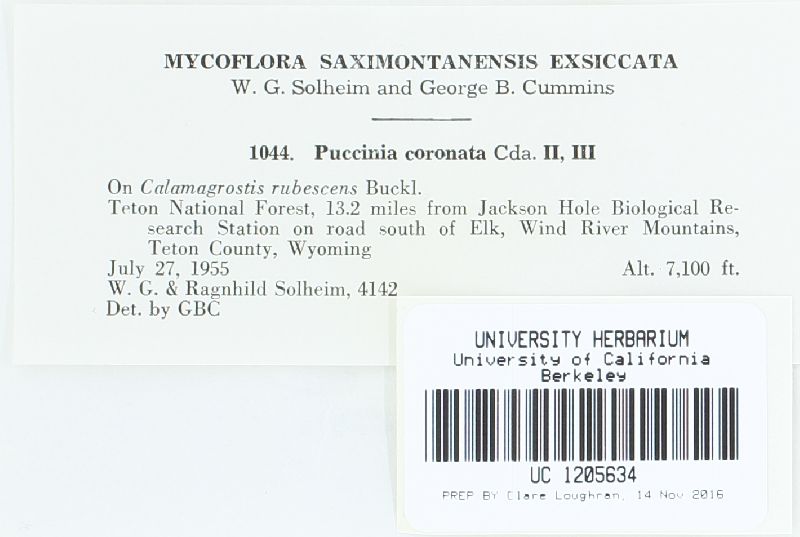 MYCOFLORA SAXIMONTANENSIS EXSICCATA
W. G. Solheim and George B. Cummins
1044. Puccinia coronata Cda. II, III
On Calamagrostis rubescens Buckl.
Teton National Forest, 13.2 miles from Jackson Hole Biological Re-
search Station on road south of Elk, Wind River Mountains,
Teton County, Wyoming
July 27, 1955 Alt. 7,100 ft.
W. G. & Ragnhild Solheim, 4142
Det. by GBC
UNIVERSITY HERBARIUM
University of California
Berkeley
UC 1205634
PREP BY Clare Loughran, 14 Nov 2016